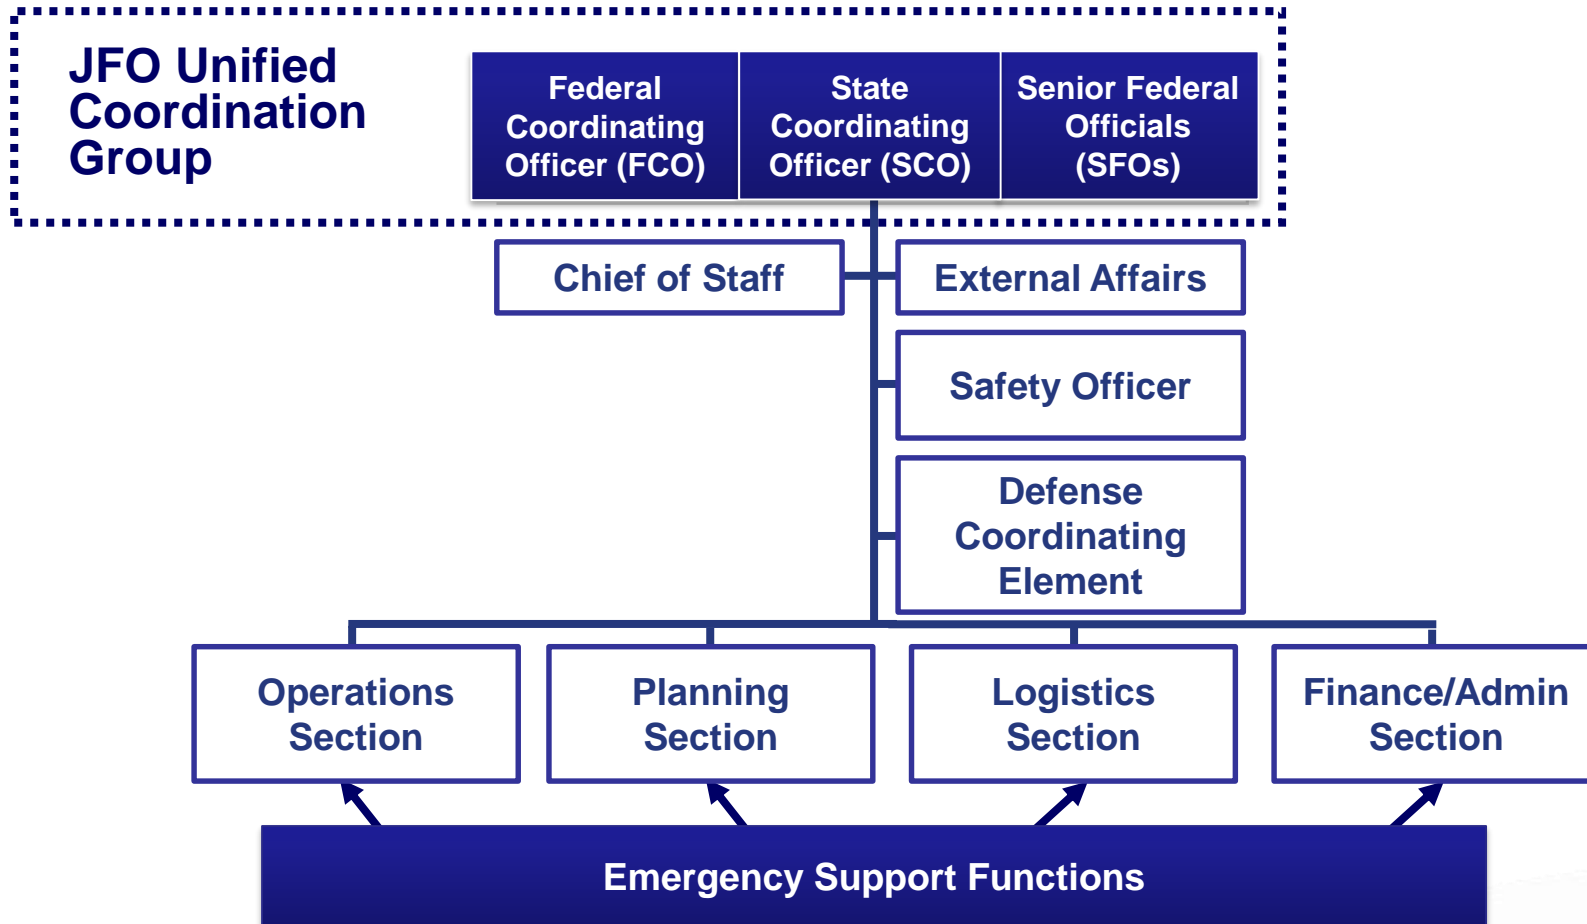 JFO Unified
Coordination
Group
Federal
Coordinating
Officer (FCO)
State
Coordinating
Officer (SCO)
Senior Federal
Officials
(SFOs)
Chief of Staff
External Affairs
Safety Officer
Defense
Coordinating
Element
Operations
Section
Planning
Section
Logistics
Section
Finance/Admin
Section
Emergency Support Functions